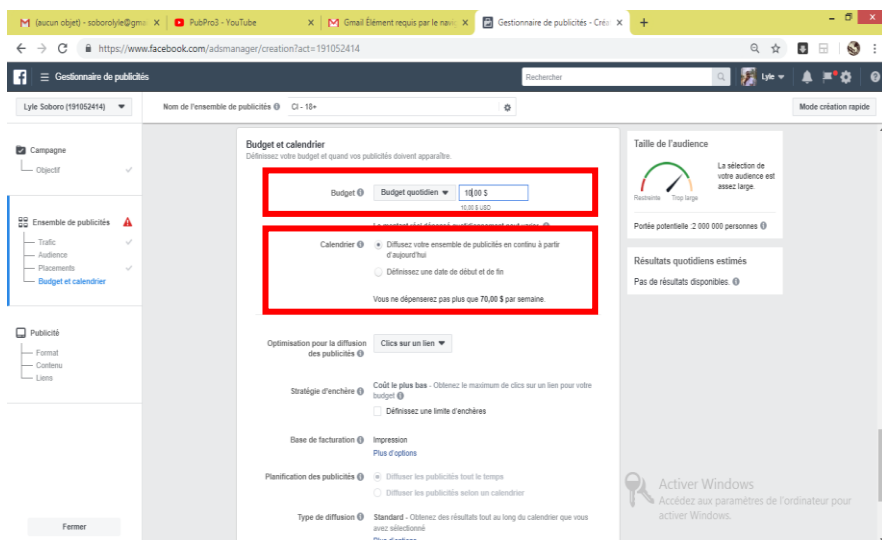 (aucun objet) - soborolyle@gma
PubPro3 - YouTube
Gmail Élément requis par le navi
Gestionnaire de publicités - Créa
https://www.facebook.com/adsmanager/creation?act=191052414
Gestionnaire de publicités
Rechercher
Lyle
Lyle Soboro (191052414)
Nom de l'ensemble de publicités
CI - 18+
Mode création rapide
Campagne
Objectif
Ensemble de publicités
Trafic
Audience
Placements
Budget et calendrier
Publicité
Format
Contenu
Liens
Fermer
Budget et calendrier
Définissez votre budget et quand vos publicités doivent apparaître.
Budget
Budget quotidien
10,00 $
10,00 $ USD
Le montant réel dépensé quotidiennement peut varier.
Calendrier
Diffusez votre ensemble de publicités en continu à partir
d'aujourd'hui
Définissez une date de début et de fin
Vous ne dépenserez pas plus que 70,00 $ par semaine.
Optimisation pour la diffusion
des publicités
Clics sur un lien
Stratégie d'enchère
Coût le plus bas - Obtenez le maximum de clics sur un lien pour votre
budget
Définissez une limite d'enchères
Base de facturation
Impression
Plus d'options
Planification des publicités
Diffuser les publicités tout le temps
Diffuser les publicités selon un calendrier
Type de diffusion
Standard - Obtenez des résultats tout au long du calendrier que vous
avez sélectionné
Plus d'options
Taille de l'audience
La sélection de
votre audience est
assez large.
Restreinte
Trop large
Portée potentielle :2 000 000 personnes
Résultats quotidiens
estimés
Pas de résultats disponibles.
Activer Windows
Accédez aux paramètres de l'ordinateur pour
activer Windows.